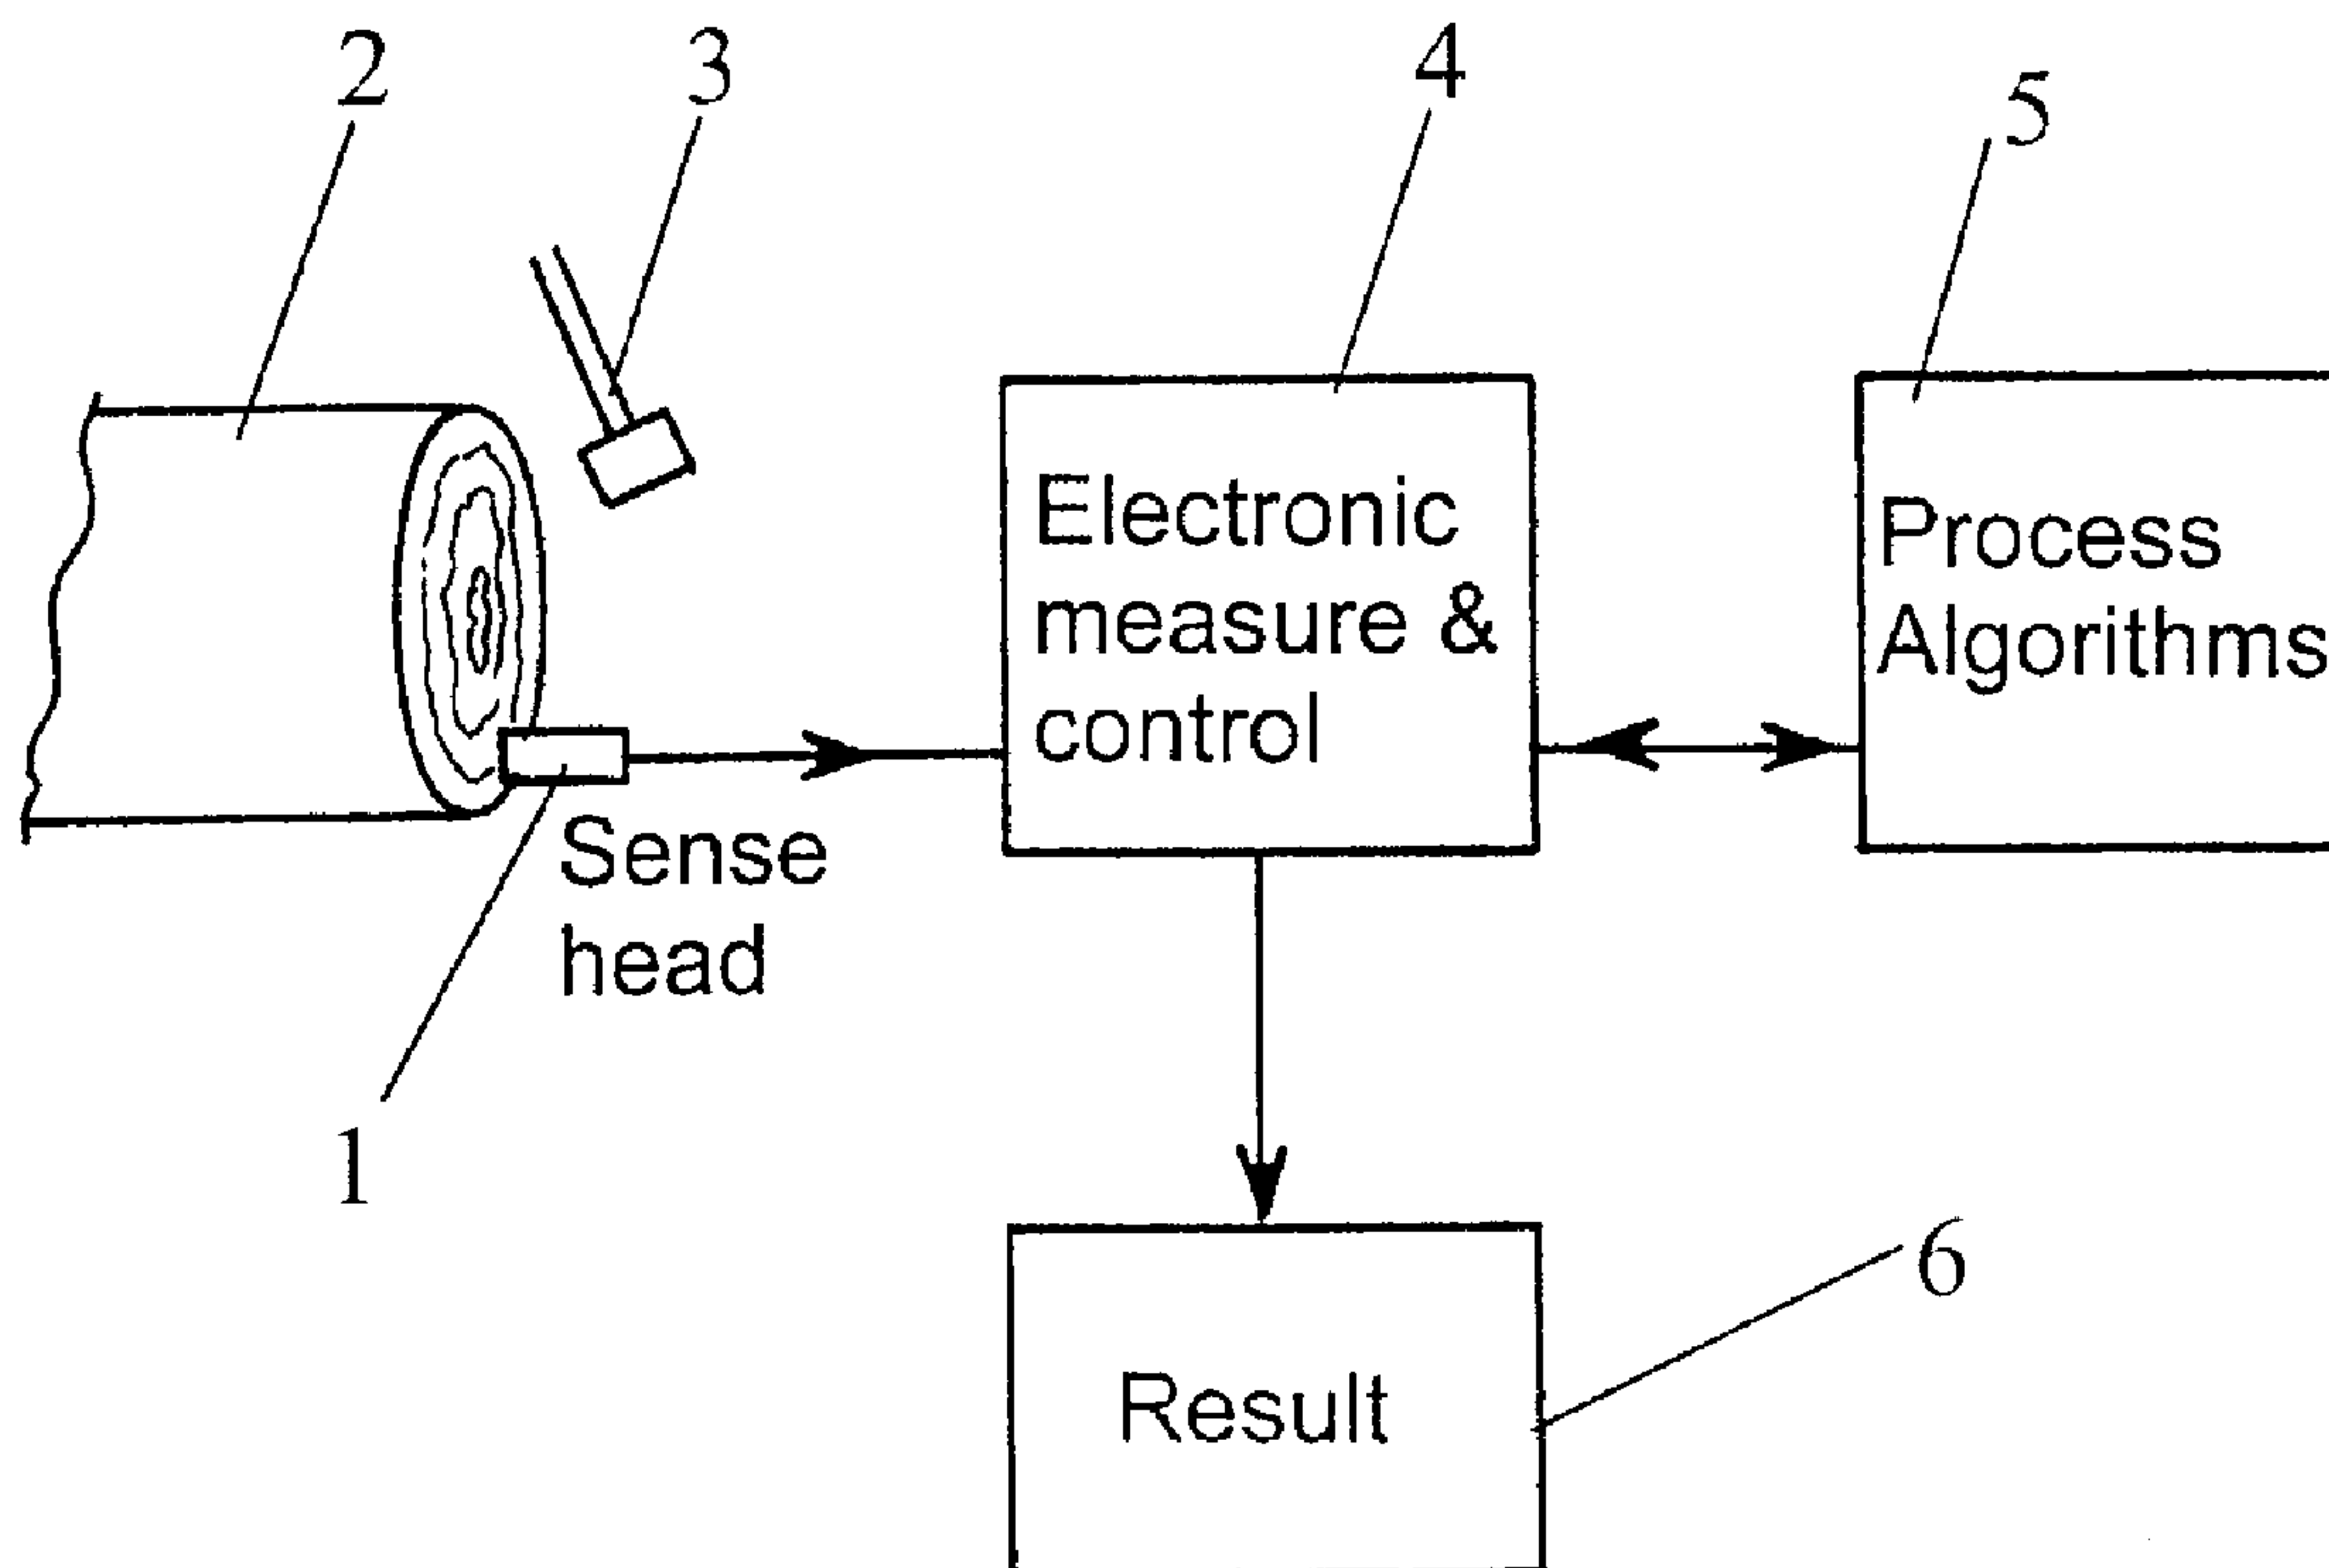 2
3
4
5
Electronic
measure &
control
Process
Algorithms
Sense
head
1
6
Result